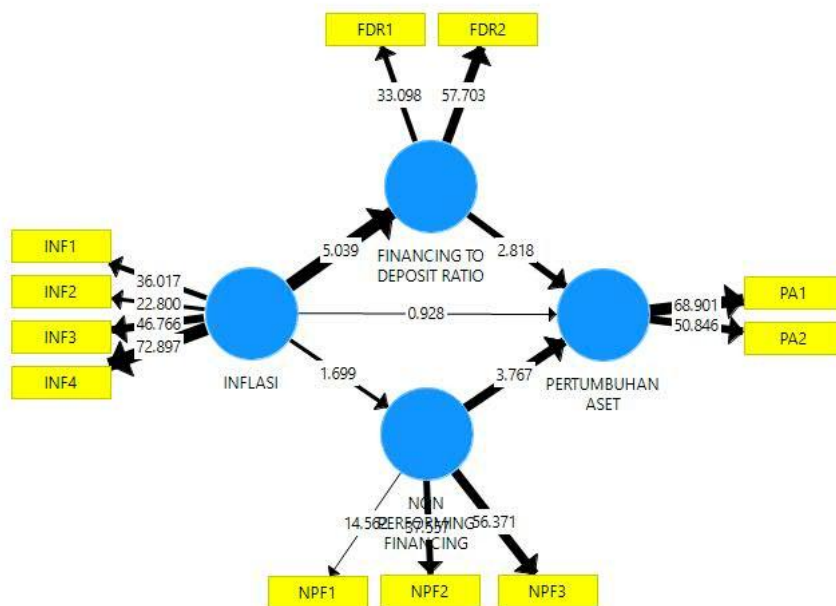 FDR1
FDR2
33.098
57.703
FINANCING TO
DEPOSIT RATIO
INF1
INF2
INF3
INF4
36.017
22.800
46.766
72.897
INFLASI
5.039
2.818
0.928
1.699
3.767
PERTUMBUHAN
ASET
68.901
50.846
PA1
PA2
NON
PERFORMING
FINANCING
56.371
NPF1
NPF2
NPF3